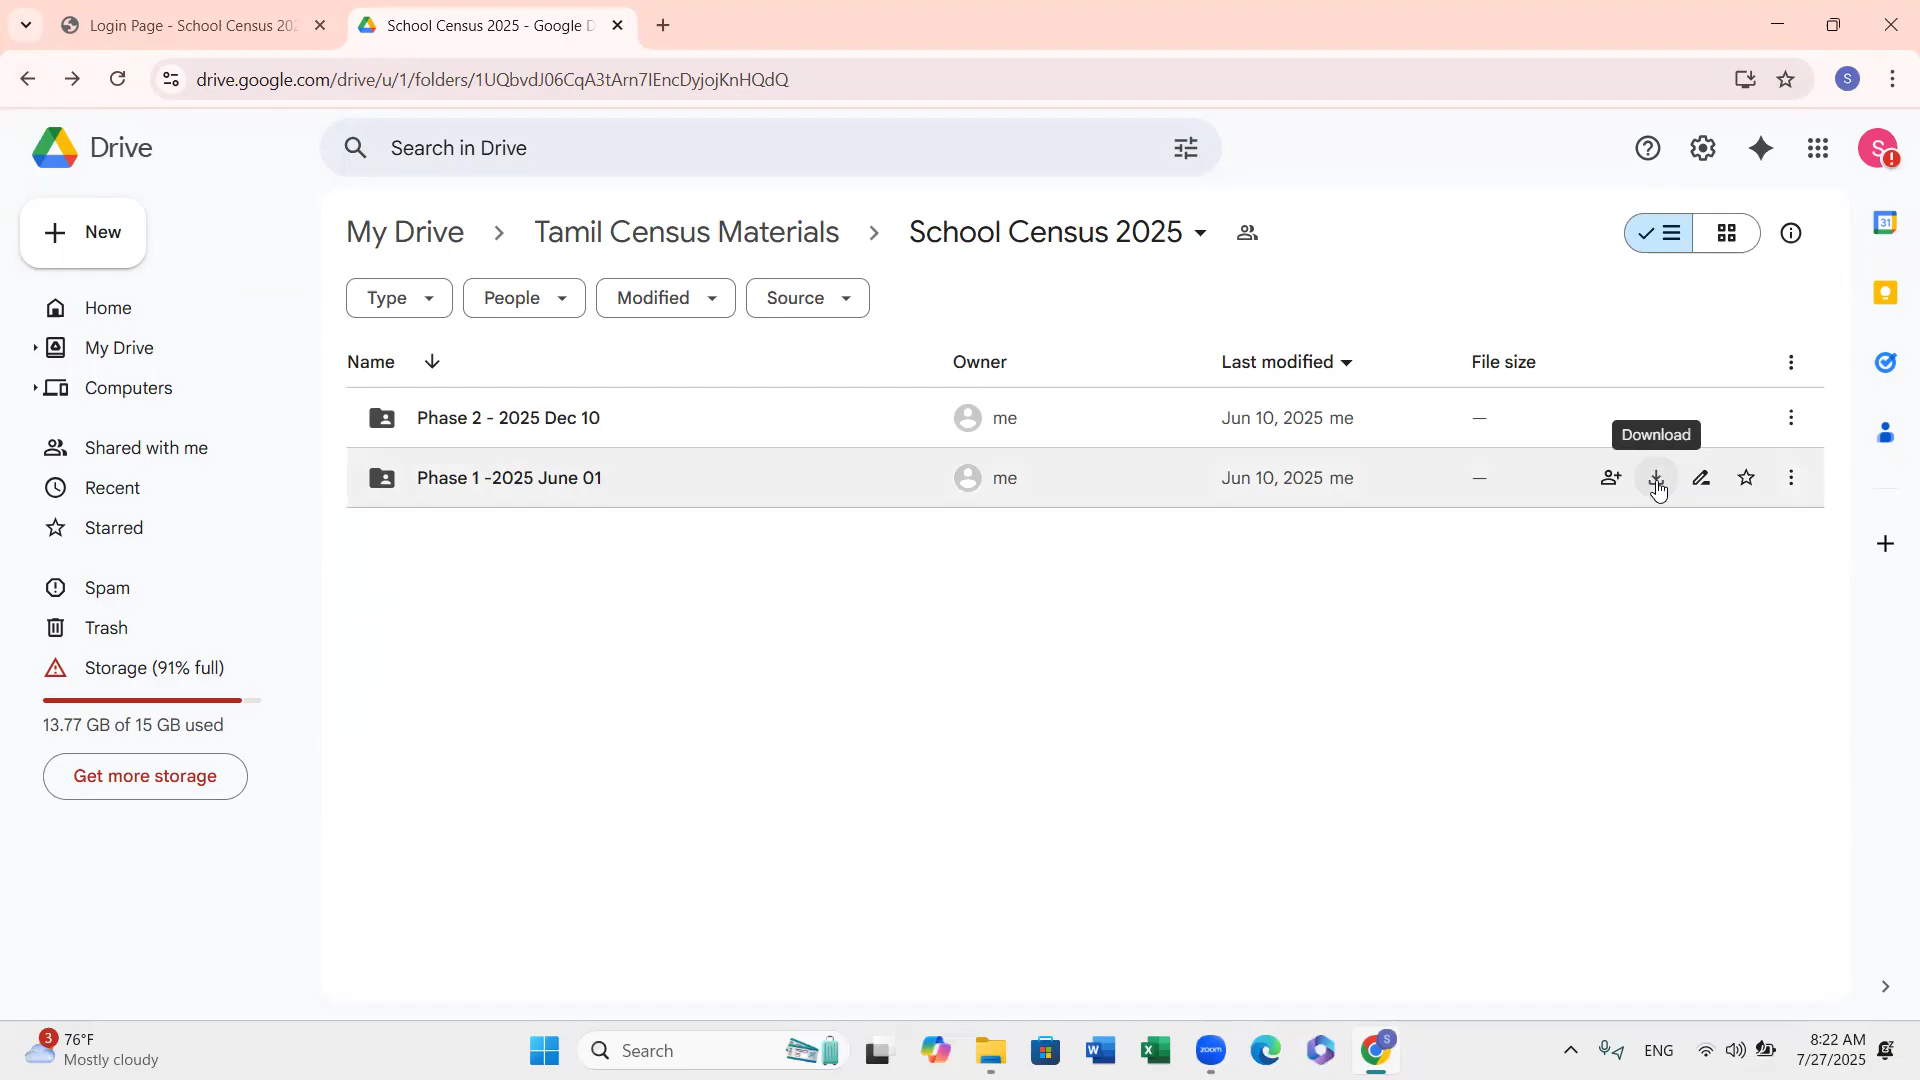 Login Page - School Census 202
School Census 2025 - Google D
drive.google.com/drive/u/1/folders/1UQbvdJ06CqA3tArn7IEncDyjojKnHQdQ
S
Drive
Search in Drive
S
New
My Drive > Tamil Census Materials > School Census 2025
Type
People
Modified
Source
Home
My Drive
Computers
Shared with me
Recent
Starred
Spam
Trash
Storage (91% full)
13.77 GB of 15 GB used
Get more storage
Name
Owner
Last modified
File size
Phase 2 - 2025 Dec 10
me
Jun 10, 2025 me
—
Download
Phase 1 -2025 June 01
me
Jun 10, 2025 me
—
31
3
76°F
Mostly cloudy
Search
zoom
S
ENG
8:22 AM
7/27/2025